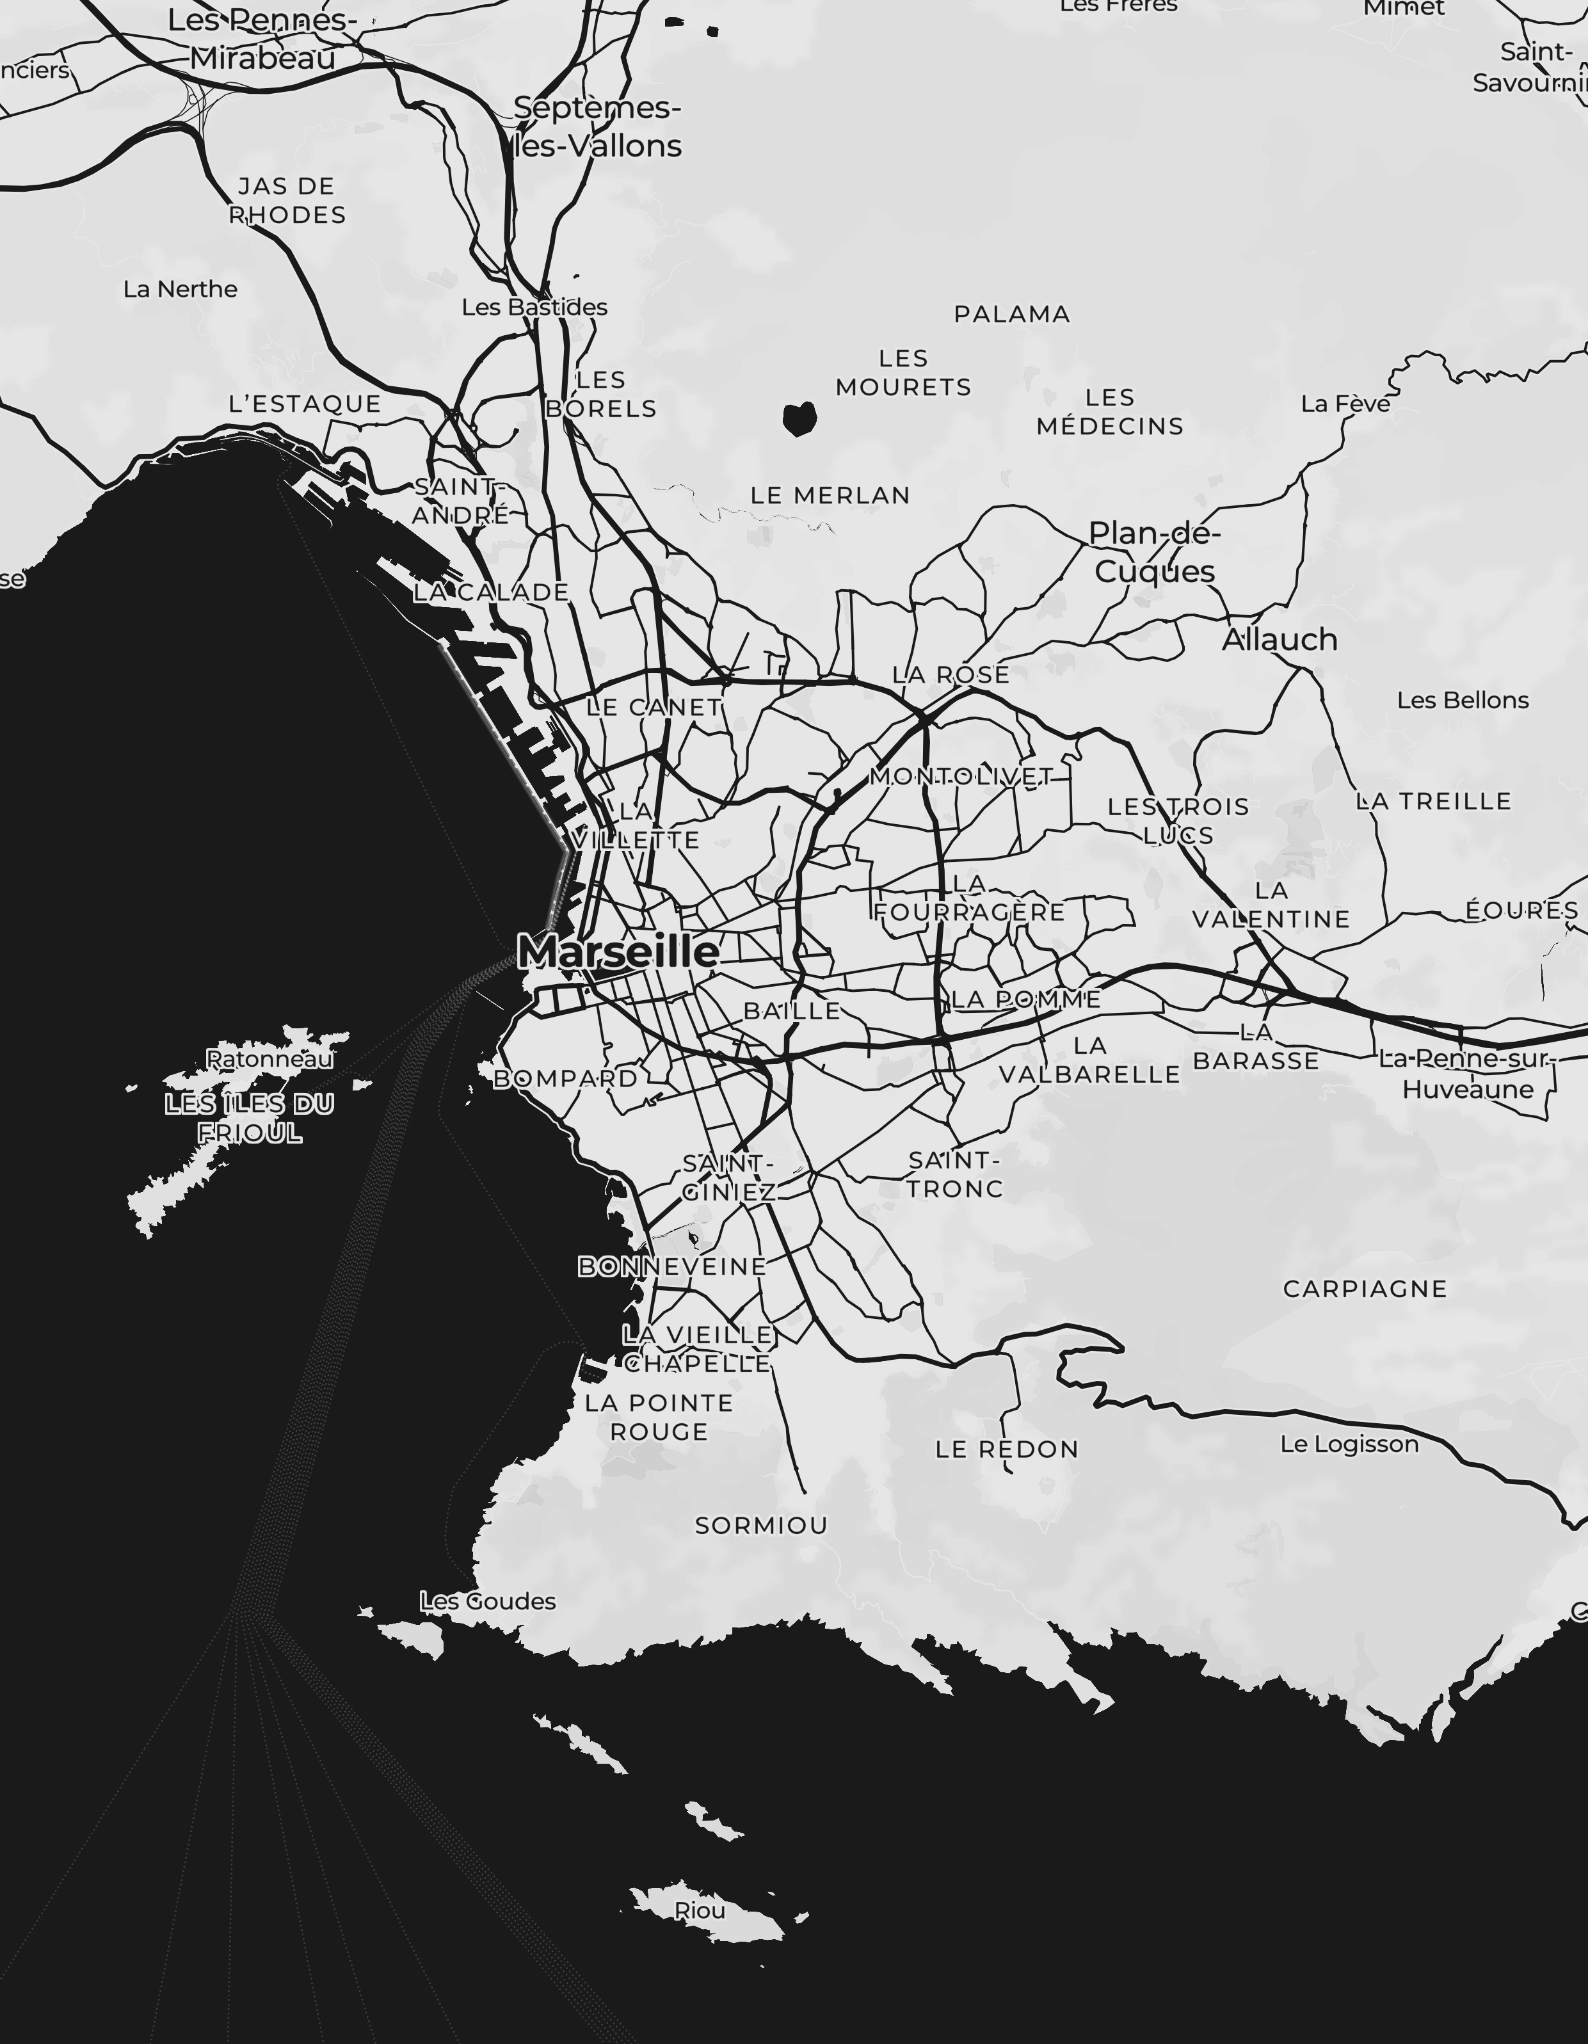 Les Frères
Mimet
Les Pennes-
Mirabeau
nciers
Saint-
Savournin
Septèmes-
les-Vallons
JAS DE
RHODES
La Nerthe
Les Bastides
PALAMA
LES
MOURETS
LES
BORELS
L'ESTAQUE
LES
MÉDECINS
La Fève
SAINT-
ANDRÉ
LE MERLAN
Plan-de-
Cuques
se
LA CALADE
Allauch
LA ROSE
LE CANET
Les Bellons
MONTOLIVET
LA TREILLE
LES TROIS
LUCS
LA
VILLETTE
LA
FOURRAGÈRE
LA
VALENTINE
ÉOURES
Marseille
LA POMME
BAILLE
LA
BARASSE
LA
VALBARELLE
La Penne-sur-
Huveaune
Ratonneau
BOMPARD
LES ÎLES DU
FRIOUL
SAINT-
GINIEZ
SAINT-
TRONC
BONNEVEINE
CARPIAGNE
LA VIEILLE
CHAPELLE
LA POINTE
ROUGE
LE REDON
Le Logisson
SORMIOU
Les Goudes
C
Riou